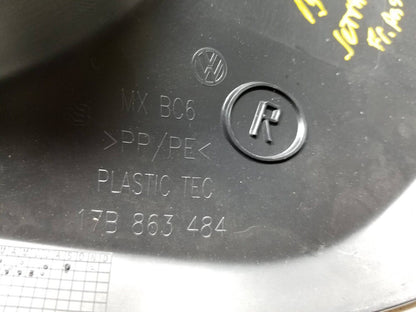 MX BC6
R
>PP/PE<
PLASTIC TEC
17B 863 484